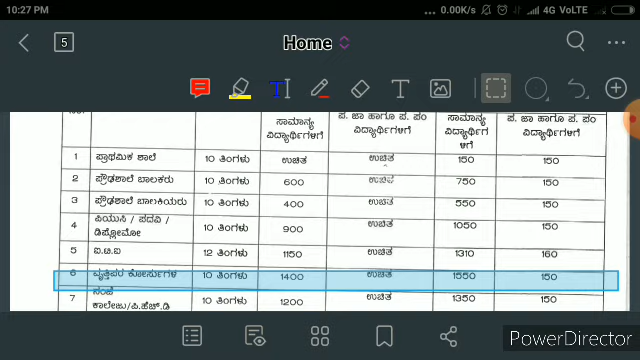 10:27 PM
... 0.00K/s 4G VoLTE
5
Home
T T
ಸಾಮಾನ್ಯ ಪ. ಜಾ ಹಾಗೂ ಪ. ಪಂ ಸಾಮಾನ್ಯ ಪ. ಜಾ ಹಾಗೂ ಪ. ಪಂ
ವಿದ್ಯಾರ್ಥಿಗಳಿಗೆ ವಿದ್ಯಾರ್ಥಿಗಳಿಗೆ ವಿದ್ಯಾರ್ಥಿಗ ವಿದ್ಯಾರ್ಥಿಗಳಿಗೆ
ಳಿಗೆ
1 ಪ್ರಾಥಮಿಕ ಶಾಲೆ 10 ತಿಂಗಳು ಉಚಿತ ಉಚಿತ 150 150
2 ಪ್ರೌಢಶಾಲೆ ಬಾಲಕರು 10 ತಿಂಗಳು 600 ಉಚಿತ 750 150
3 ಪ್ರೌಢಶಾಲೆ ಬಾಲಕಿಯರು 10 ತಿಂಗಳು 400 ಉಚಿತ 550 150
4 ಪಿಯುಸಿ / ಪದವಿ / 10 ತಿಂಗಳು 900 ಉಚಿತ 1050 150
ಡಿಪ್ಲೋಮೋ
5 ಐ.ಟಿ.ಐ 12 ತಿಂಗಳು 1150 ಉಚಿತ 1310 160
6 ವೃತ್ತಿಪರ ಕೋರ್ಸುಗಳ 10 ತಿಂಗಳು 1400 ಉಚಿತ 1550 150
ಸಂಜೆ
7 ಕಾಲೇಜು/ಪಿ.ಹೆಚ್.ಡಿ 10 ತಿಂಗಳು 1200 ಉಚಿತ 1350 150
PowerDirector